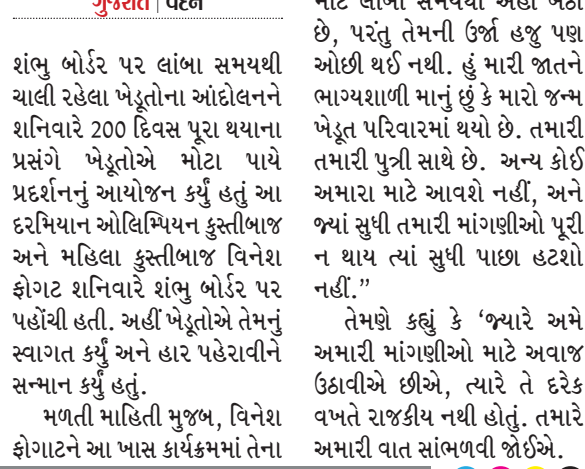 ગુજરાત | વદન
શંભુ બોર્ડર પર લાંબા સમયથી
ચાલી રહેલા ખેડૂતોના આંદોલનને
શનિવારે 200 દિવસ પૂરા થયાના
પ્રસંગે ખેડૂતોએ મોટા પાયે
પ્રદર્શનનું આયોજન કર્યું હતું આ
દરમિયાન ઓલિમ્પિયન કુસ્તીબાજ
અને મહિલા કુસ્તીબાજ વિનેશ
ફોગટ શનિવારે શંભુ બોર્ડર પર
પહોંચી હતી. અહીં ખેડૂતોએ તેમનું
સ્વાગત કર્યું અને હાર પહેરાવીને
સન્માન કર્યું હતું.
મળતી માહિતી મુજબ, વિનેશ
ફોગાટને આ ખાસ કાર્યક્રમમાં તેના
માટે લાંબા સમયથી અહીં બેઠા
છે, પરંતુ તેમની ઉર્જા હજુ પણ
ઓછી થઈ નથી. હું મારી જાતને
ભાગ્યશાળી માનું છું કે મારો જન્મ
ખેડૂત પરિવારમાં થયો છે. તમારી
તમારી પુત્રી સાથે છે. અન્ય કોઈ
અમારા માટે આવશે નહીં, અને
જ્યાં સુધી તમારી માંગણીઓ પૂરી
ન થાય ત્યાં સુધી પાછા હટશો
નહીં.”
તેમણે કહ્યું કે ‘જ્યારે અમે
અમારી માંગણીઓ માટે અવાજ
ઉઠાવીએ છીએ, ત્યારે તે દરેક
વખતે રાજકીય નથી હોતું. તમારે
અમારી વાત સાંભળવી જોઈએ.